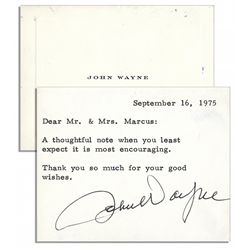 JOHN WAYNE
September 16, 1975
Dear Mr. & Mrs. Marcus:
A thoughtful note when you least
expect it is most encouraging.
Thank you so much for your good
wishes.
John Wayne